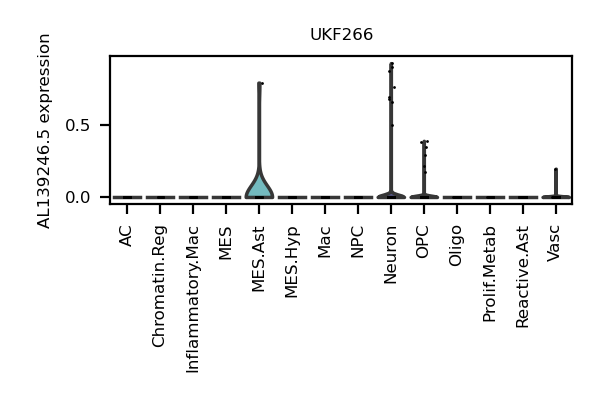 UKF266
AL139246.5 expression
0.5
0.0
AC
Chromatin.Reg
Inflammatory.Mac
MES
MES.Ast
MES.Hyp
Mac
NPC
Neuron
OPC
Oligo
Prolif.Metab
Reactive.Ast
Vasc